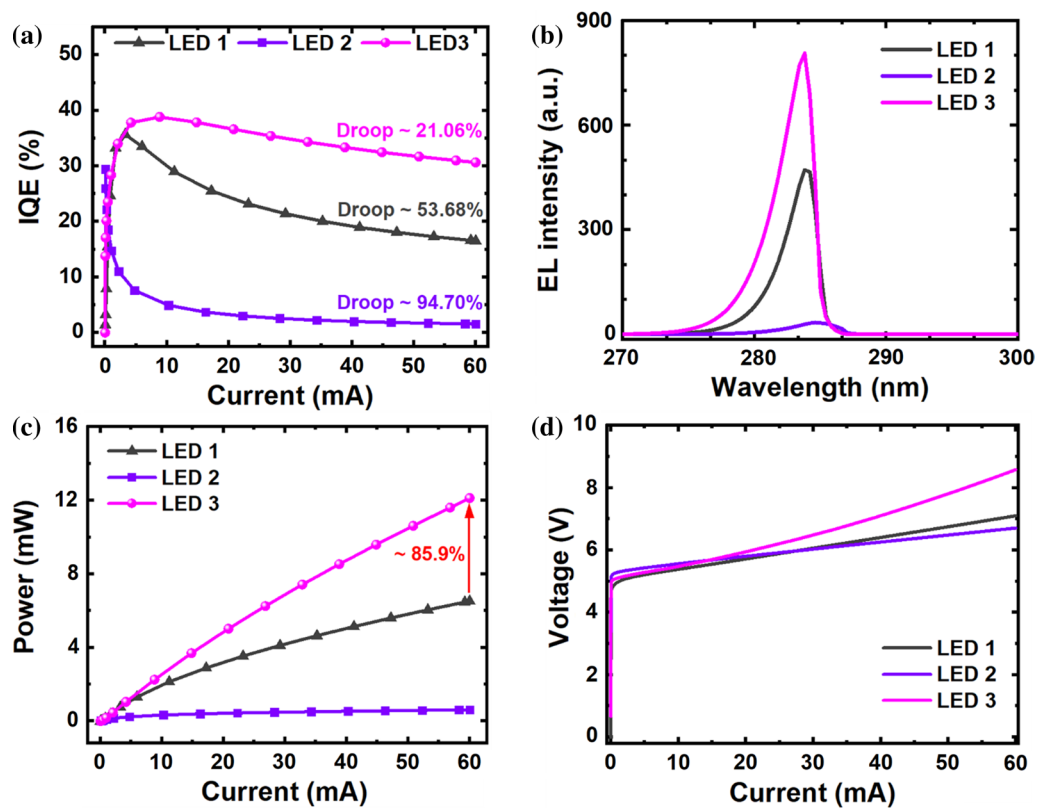 (a)
LED 1 LED 2 LED3
50
40
30
20
10
0
IQE (%)
Droop ~ 21.06%
Droop ~ 53.68%
Droop ~ 94.70%
0 10 20 30 40 50 60
Current (mA)
(b)
900
600
300
0
EL intensity (a.u.)
LED 1
LED 2
LED 3
270 280 290 300
Wavelength (nm)
(c)
16
12
8
4
0
Power (mW)
LED 1
LED 2
LED 3
~ 85.9%
0 10 20 30 40 50 60
Current (mA)
(d)
10
8
6
4
2
0
Voltage (V)
LED 1
LED 2
LED 3
0 10 20 30 40 50 60
Current (mA)